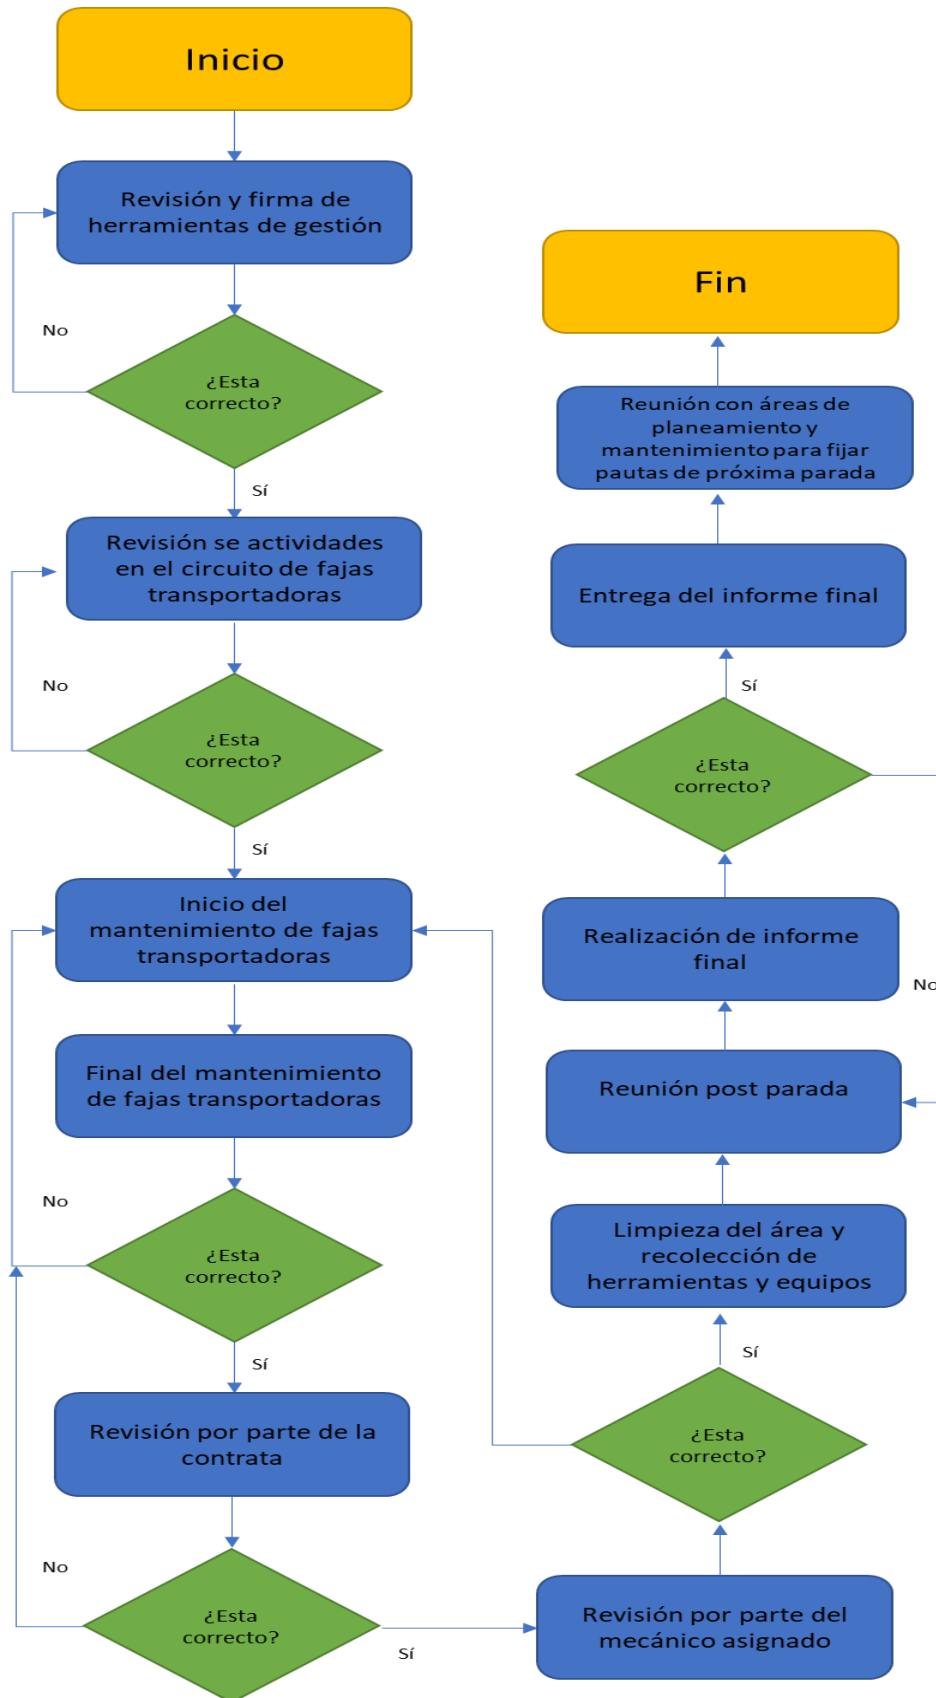 Inicio
Revisión y firma de
herramientas de gestión
No
¿Esta
correcto?
Sí
Revisión se actividades
en el circuito de fajas
transportadoras
No
¿Esta
correcto?
Sí
Inicio del
mantenimiento de fajas
transportadoras
Final del mantenimiento
de fajas transportadoras
No
¿Esta
correcto?
Sí
Revisión por parte de la
contrata
No
¿Esta
correcto?
Sí
Revisión por parte del
mecánico asignado
¿Esta
correcto?
Sí
Limpieza del área y
recolección de
herramientas y equipos
Reunión post parada
Realización de informe
final
No
¿Esta
correcto?
Sí
Entrega del informe final
Reunión con áreas de
planeamiento y
mantenimiento para fijar
pautas de próxima parada
Fin